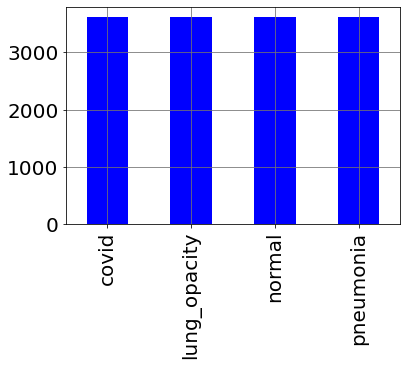 3000
2000
1000
0
covid
lung_opacity
normal
pneumonia